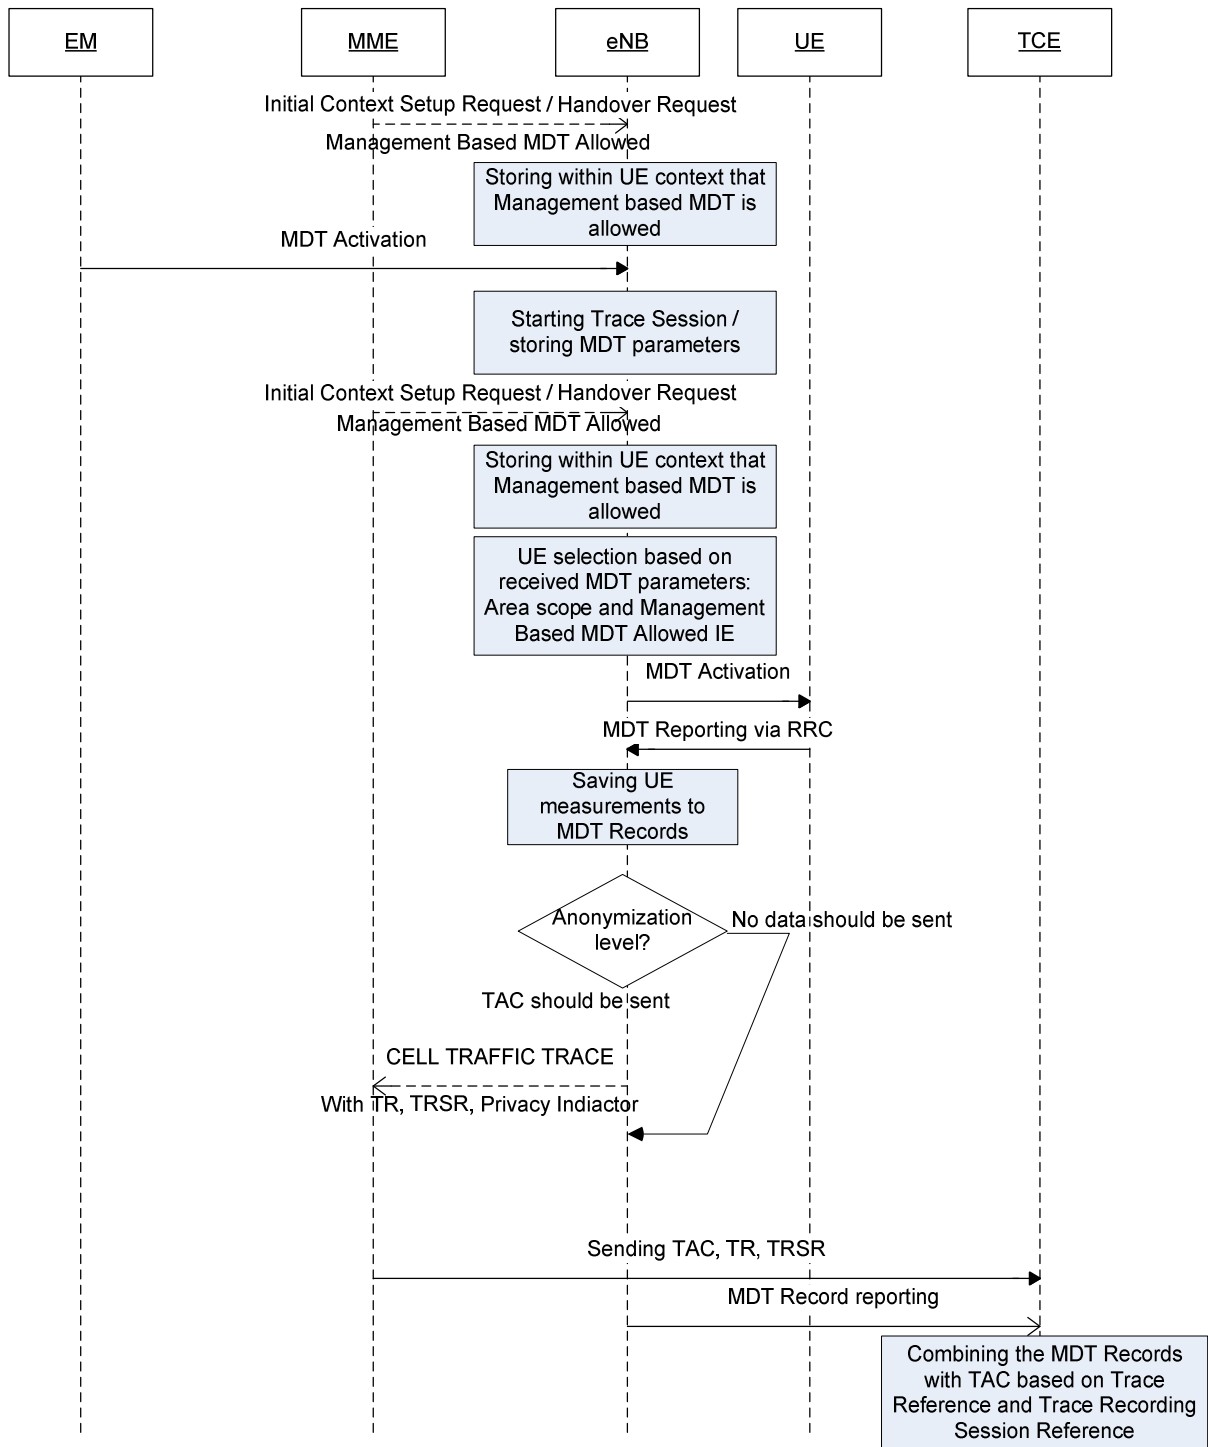 EM
MME
eNB
UE
TCE
Initial Context Setup Request / Handover Request
Management Based MDT Allowed
Storing within UE context that
Management based MDT is
allowed
MDT Activation
Starting Trace Session /
storing MDT parameters
Initial Context Setup Request / Handover Request
Management Based MDT Allowed
Storing within UE context that
Management based MDT is
allowed
UE selection based on
received MDT parameters:
Area scope and Management
Based MDT Allowed IE
MDT Activation
MDT Reporting via RRC
Saving UE
measurements to
MDT Records
Anonymization
level?
No data should be sent
TAC should be sent
CELL TRAFFIC TRACE
With TR, TRSR, Privacy Indiactor
Sending TAC, TR, TRSR
MDT Record reporting
Combining the MDT Records
with TAC based on Trace
Reference and Trace Recording
Session Reference